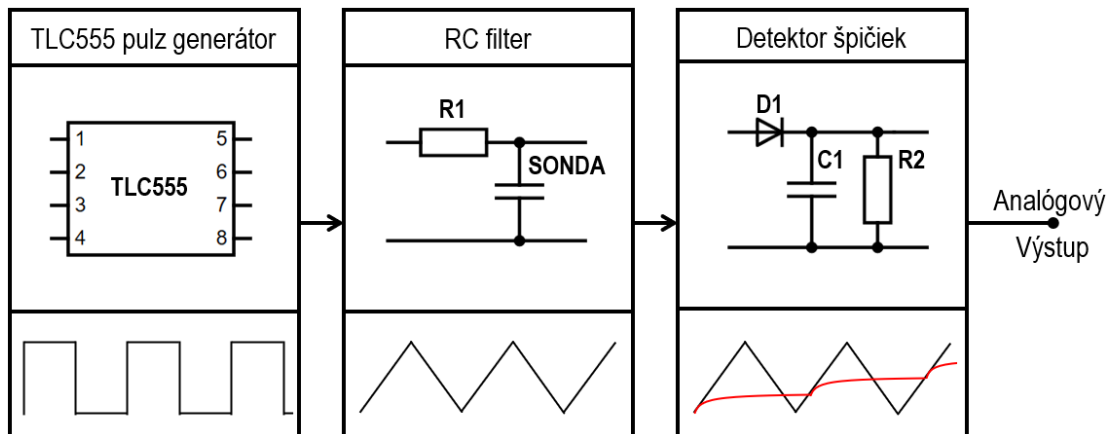 TLC555 pulz generátor
1
2
3
4
TLC555
5
6
7
8
RC filter
R1
SONDA
Detektor špičiek
D1
C1
R2
Analógový
Výstup